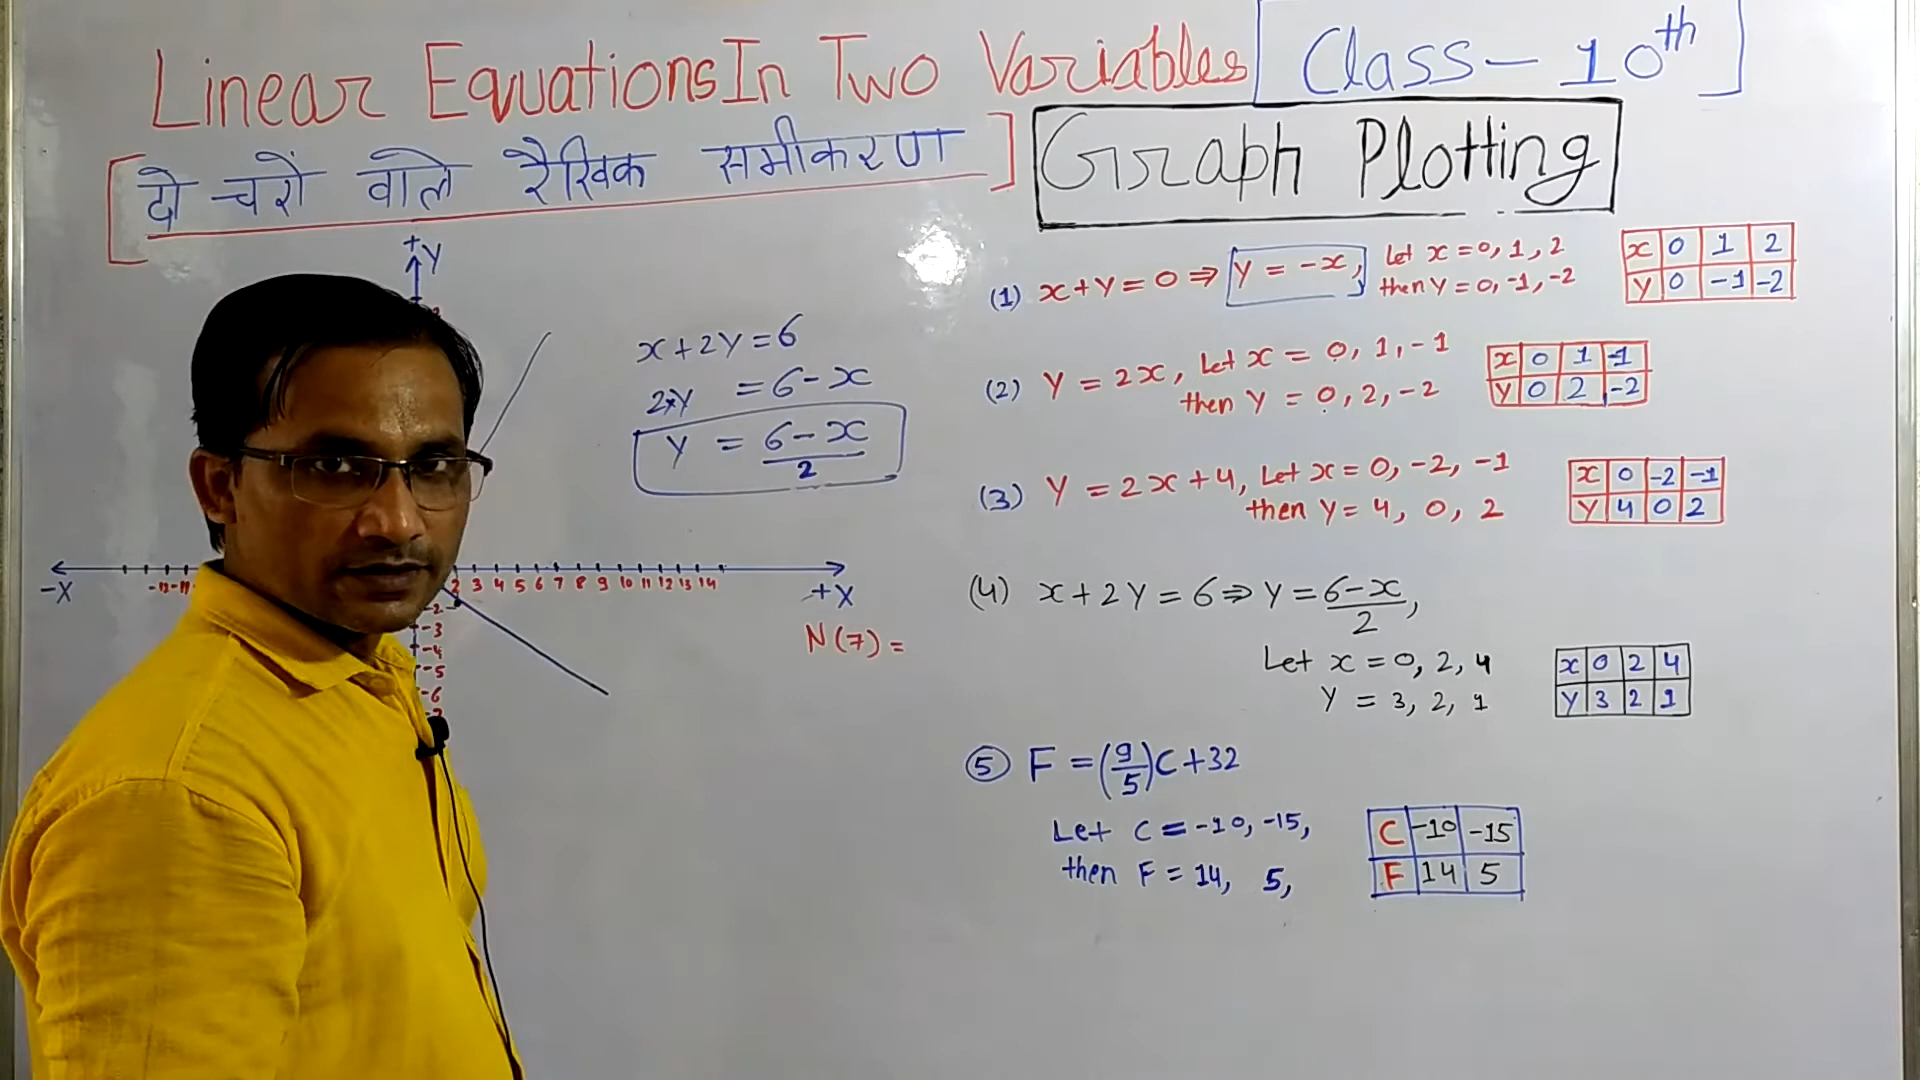 Linear Equations In Two Variables [Class-10th]
[दो चरों वाले रैखिक समीकरण]
Graph Plotting
+Y
x+2y=6
2y = 6-x
y = 6-x/2
-X
2 3 4 5 6 7 8 9 10 11 12 13 14
+X
-2
-3
-4
-5
-6
-7
N(7) =
(1) x+y=0 ⇒ y = -x, Let x = 0, 1, 2
then y = 0, -1, -2
x 0 1 2
y 0 -1 -2
(2) y = 2x, Let x = 0, 1, -1
then y = 0, 2, -2
x 0 1 -1
y 0 2 -2
(3) y = 2x+4, Let x = 0, -2, -1
then y = 4, 0, 2
x 0 -2 -1
y 4 0 2
(4) x+2y = 6 ⇒ y = 6-x/2,
Let x = 0, 2, 4
y = 3, 2, 1
x 0 2 4
y 3 2 1
(5) F = (9/5)C+32
Let C = -10, -15,
then F = 14, 5,
C -10 -15
F 14 5